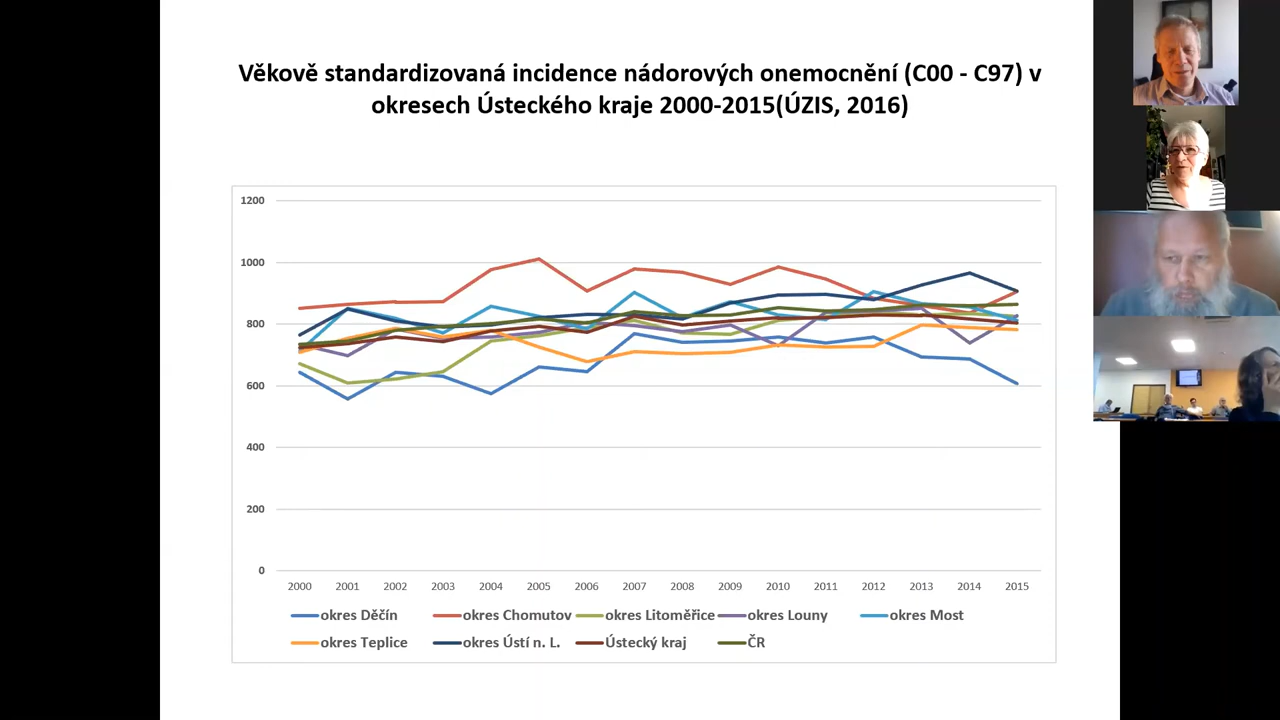 Věkově standardizovaná incidence nádorových onemocnění (C00 - C97) v
okresech Ústeckého kraje 2000-2015(ÚZIS, 2016)
1200
1000
800
600
400
200
0
2000 2001 2002 2003 2004 2005 2006 2007 2008 2009 2010 2011 2012 2013 2014 2015
okres Děčín okres Chomutov okres Litoměřice okres Louny okres Most
okres Teplice okres Ústí n. L. Ústecký kraj ČR